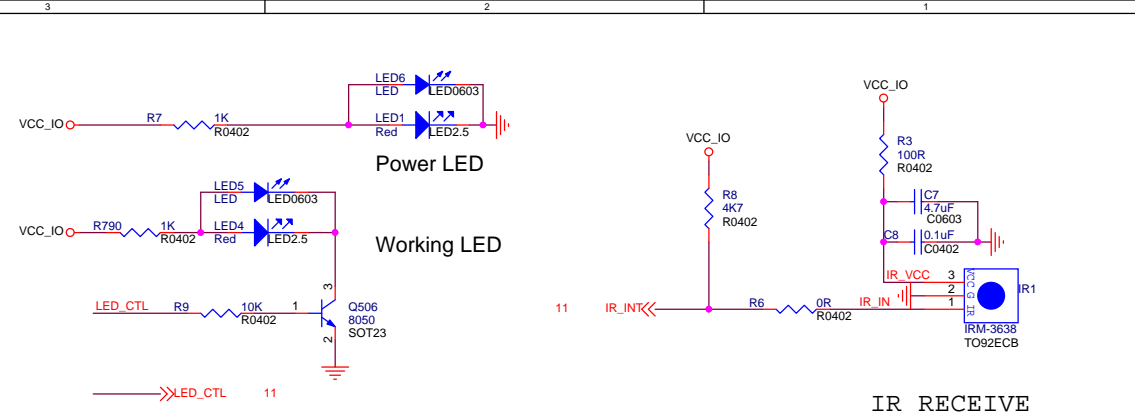 3 2 1
LED6
LED
LED0603
VCC_IO
R7
1K
R0402
LED1
Red
LED2.5
Power LED
LED5
LED
LED0603
VCC_IO
R790
1K
R0402
LED4
Red
LED2.5
Working LED
LED_CTL
R9
10K
R0402
1
3
2
Q506
8050
SOT23
LED_CTL 11
VCC_IO
R3
100R
R0402
VCC_IO
R8
4K7
R0402
C7
4.7uF
C0603
C8
0.1uF
C0402
IR_VCC
3
2
1
VCC
G
IR
IR1
11 IR_INT
R6
0R
R0402
IR_IN
IRM-3638
TO92ECB
IR RECEIVE